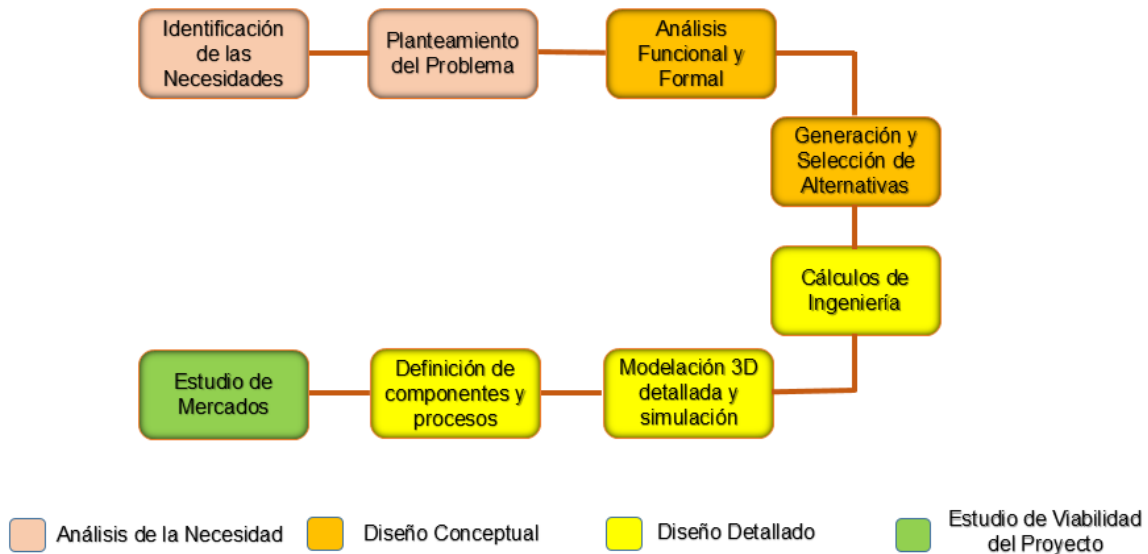 Identificación
de las
Necesidades
Planteamiento
del Problema
Análisis
Funcional y
Formal
Generación y
Selección de
Alternativas
Cálculos de
Ingeniería
Modelación 3D
detallada y
simulación
Definición de
componentes y
procesos
Estudio de
Mercados
Análisis de la Necesidad
Diseño Conceptual
Diseño Detallado
Estudio de Viabilidad
del Proyecto